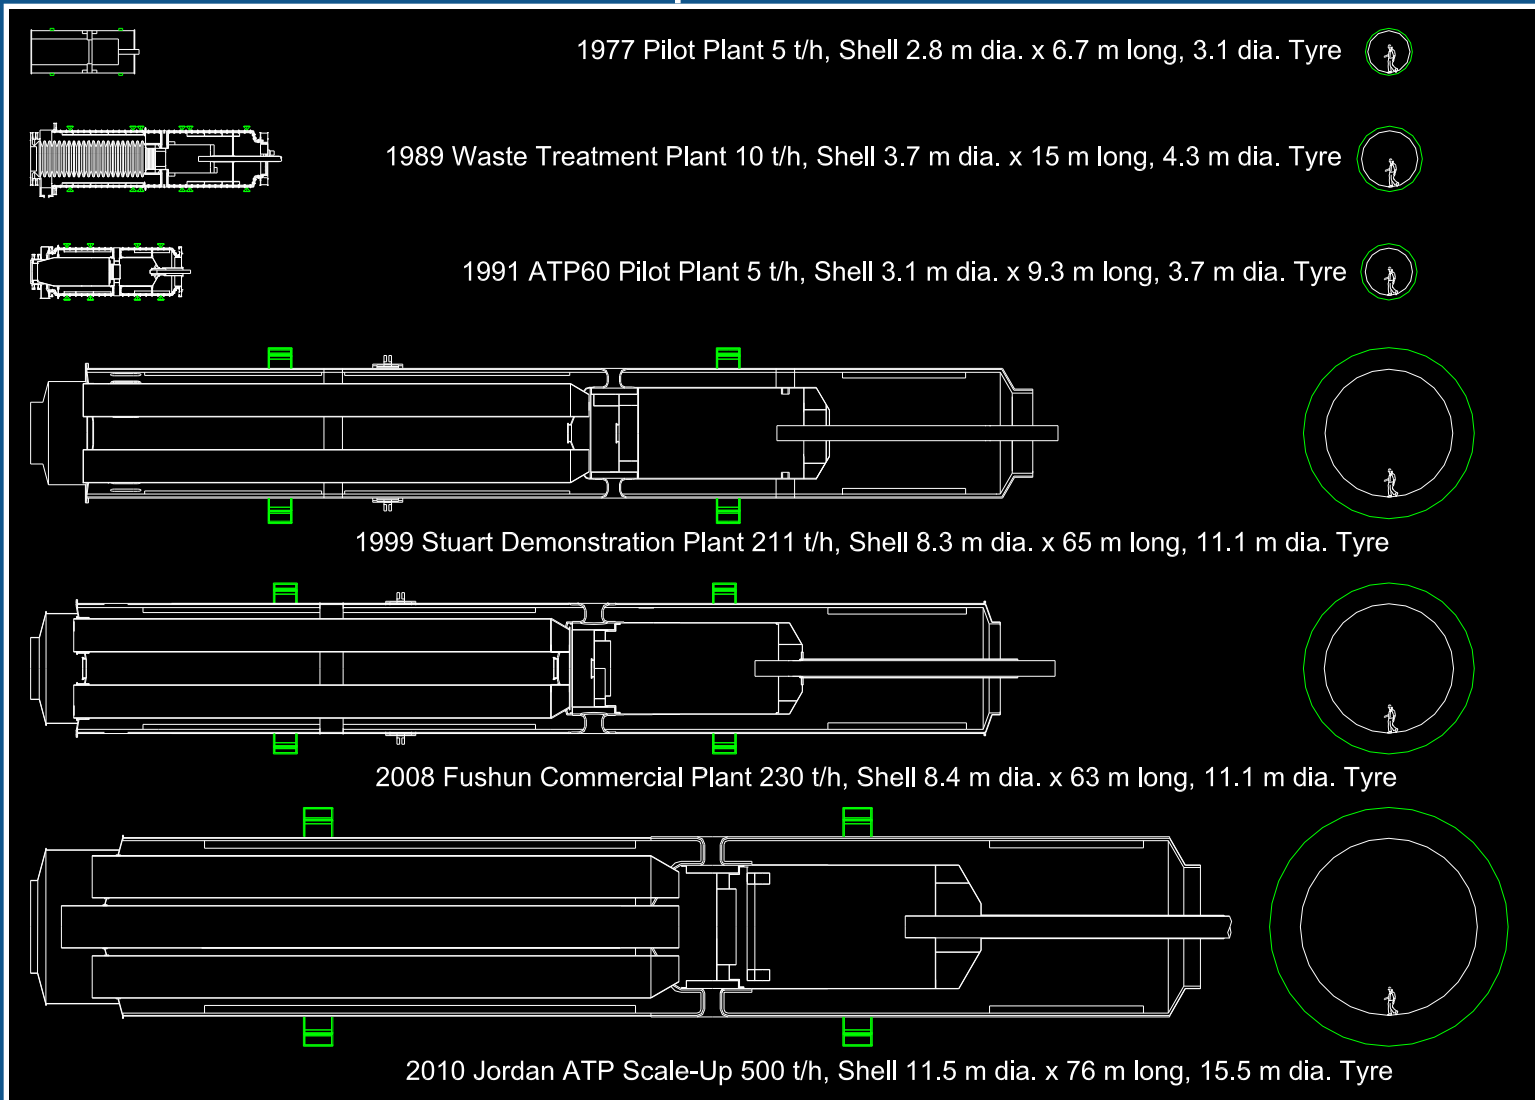 1977 Pilot Plant 5 t/h, Shell 2.8 m dia. x 6.7 m long, 3.1 dia. Tyre
1989 Waste Treatment Plant 10 t/h, Shell 3.7 m dia. x 15 m long, 4.3 m dia. Tyre
1991 ATP60 Pilot Plant 5 t/h, Shell 3.1 m dia. x 9.3 m long, 3.7 m dia. Tyre
1999 Stuart Demonstration Plant 211 t/h, Shell 8.3 m dia. x 65 m long, 11.1 m dia. Tyre
2008 Fushun Commercial Plant 230 t/h, Shell 8.4 m dia. x 63 m long, 11.1 m dia. Tyre
2010 Jordan ATP Scale-Up 500 t/h, Shell 11.5 m dia. x 76 m long, 15.5 m dia. Tyre